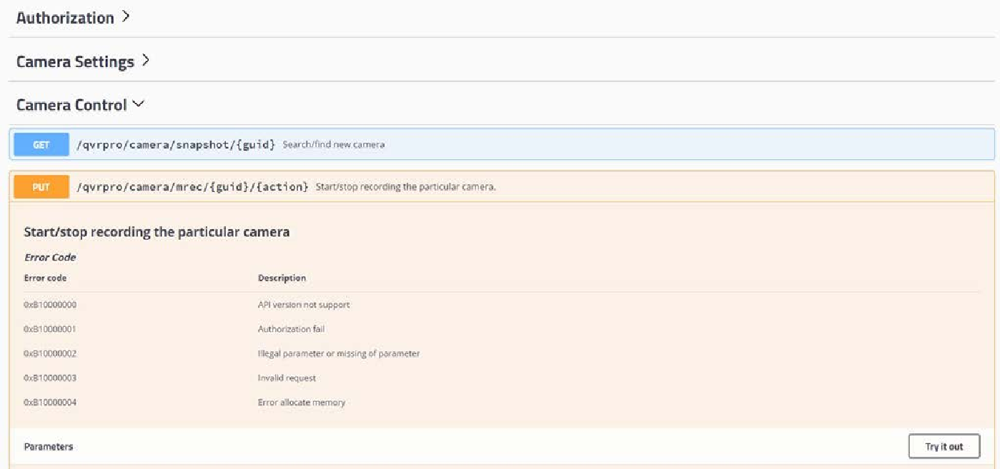 Authorization
Camera Settings
Camera Control
GET /qvrpro/camera/snapshot/{guid} Search/find new camera
PUT /qvrpro/camera/mrec/{guid}/{action} Start/stop recording the particular camera.
Start/stop recording the particular camera
Error Code
Error code Description
0xB10000000 API version not support
0xB10000001 Authorization fail
0xB10000002 Illegal parameter or missing of parameter
0xB10000003 Invalid request
0xB10000004 Error allocate memory
Parameters Try it out